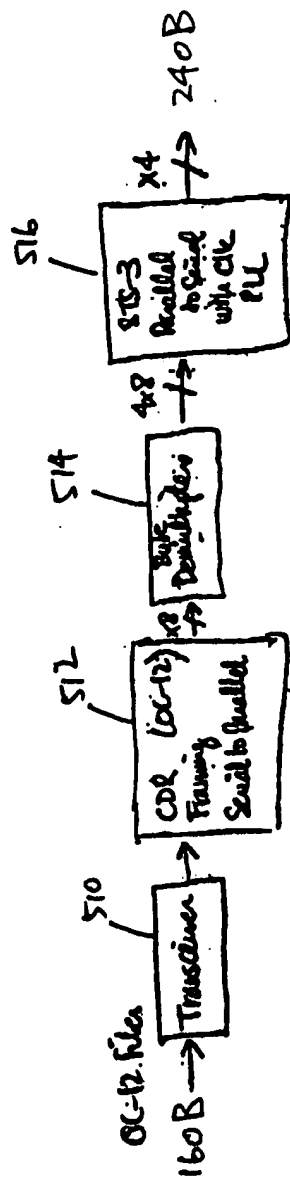 OC-12 Fiber
160B
510
Transceiver
512
CDR (OC-12)
Framing
Serial to Parallel
x8
514
Byte
Demultiplexer
4x8
516
STS-3
Parallel
to Serial
with Clk
PLL
x4
240B